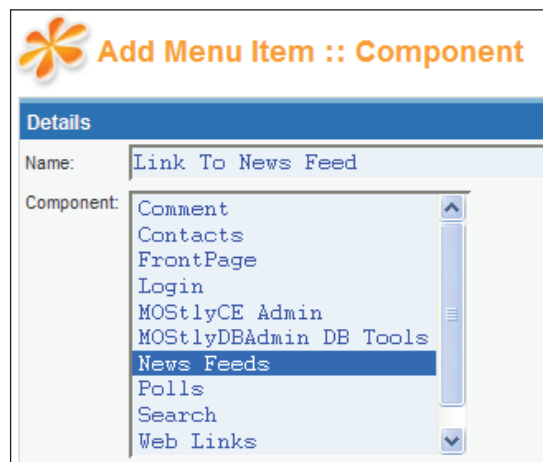 Add Menu Item :: Component
Details
Name: Link To News Feed
Component: Comment
Contacts
FrontPage
Login
MOStlyCE Admin
MOStlyDBAdmin DB Tools
News Feeds
Polls
Search
Web Links